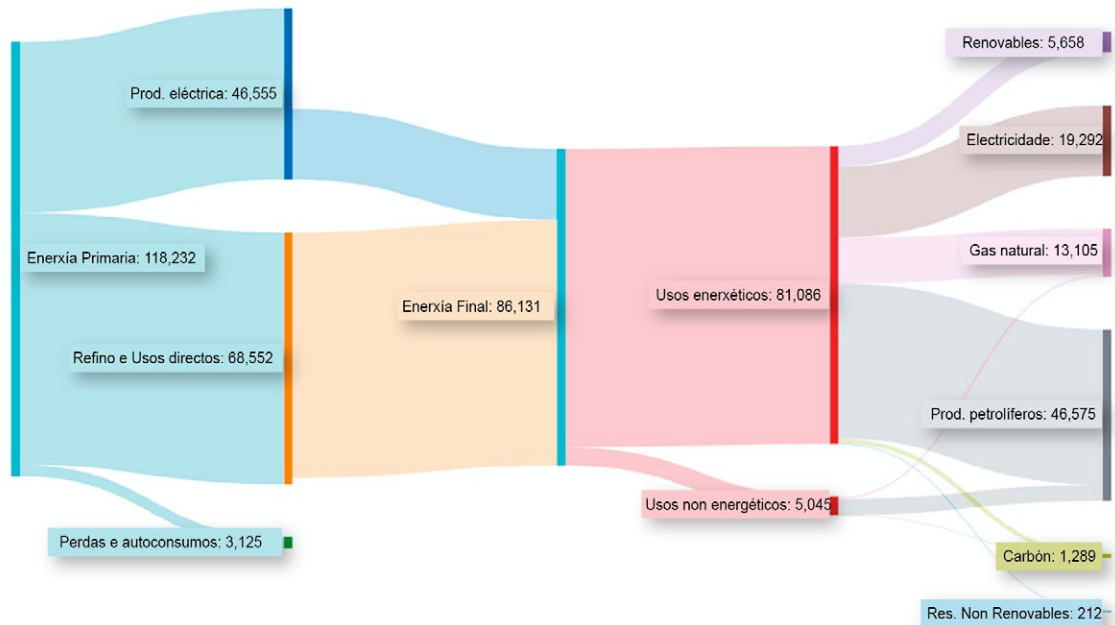 Renovables: 5,658
Prod. eléctrica: 46,555
Electricidade: 19,292
Enerxía Primaria: 118,232
Gas natural: 13,105
Enerxía Final: 86,131
Usos enerxéticos: 81,086
Refino e Usos directos: 68,552
Prod. petrolíferos: 46,575
Usos non energéticos: 5,045
Perdas e autoconsumos: 3,125
Carbón: 1,289
Res. Non Renovables: 212